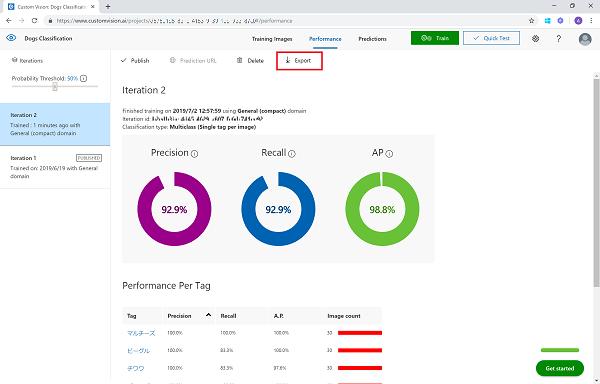 Custom Vision: Dogs Classification
https://www.customvision.ai/projects/
/performance
Dogs Classification
Training Images
Performance
Predictions
Train
Quick Test
Iterations
Probability Threshold: 50%
Iteration 2
Trained : 1 minutes ago with
General (compact) domain
Iteration 1
PUBLISHED
Trained on: 2019/6/19 with General
domain
Publish
Prediction URL
Delete
Export
Iteration 2
Finished training on 2019/7/2 12:57:59 using General (compact) domain
Iteration id:
Classification type: Multiclass (Single tag per image)
Precision
Recall
AP
92.9%
92.9%
98.8%
Performance Per Tag
Tag
Precision
Recall
A.P.
Image count
マルチーズ
100.0%
100.0%
100.0%
30
ビーグル
100.0%
83.3%
100.0%
30
チワワ
100.0%
83.3%
97.6%
30
Get started